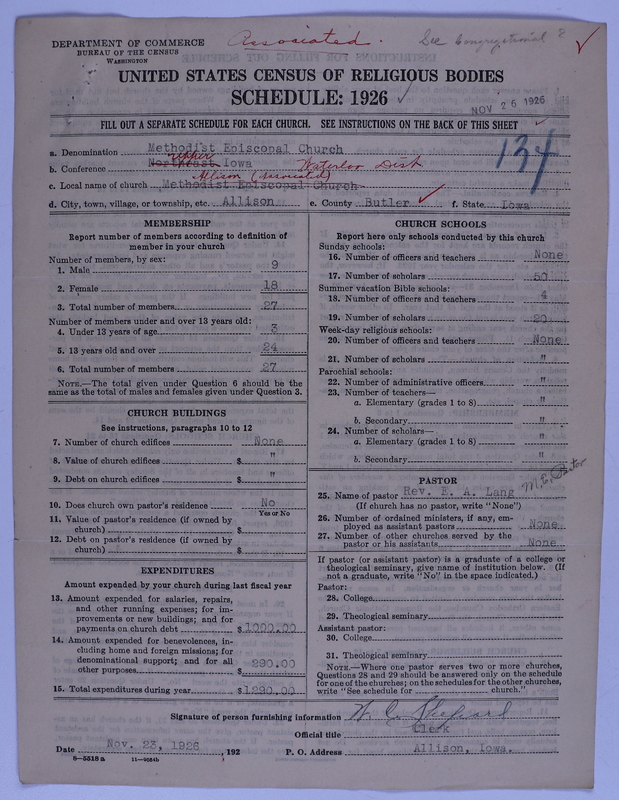 DEPARTMENT OF COMMERCE
BUREAU OF THE CENSUS
WASHINGTON
Associated.
See Congregational ?
UNITED STATES CENSUS OF RELIGIOUS BODIES
SCHEDULE: 1926
NOV 26 1926
FILL OUT A SEPARATE SCHEDULE FOR EACH CHURCH. SEE INSTRUCTIONS ON THE BACK OF THIS SHEET
134
a. Denomination Methodist Episcopal Church
b. Conference Northeast Upper Iowa Waterloo Dist
Allison (Associated)
c. Local name of church Methodist Episcopal Church
d. City, town, village, or township, etc. Allison e. County Butler f. State Iowa
MEMBERSHIP
Report number of members according to definition of
member in your church
Number of members, by sex:
1. Male 9
2. Female 18
3. Total number of members 27
Number of members under and over 13 years old:
4. Under 13 years of age 3
5. 13 years old and over 24
6. Total number of members 27
NOTE.—The total given under Question 6 should be
same as the total of males and females given under Question 3.
CHURCH BUILDINGS
See instructions, paragraphs 10 to 12
7. Number of church edifices None
8. Value of church edifices $ "
9. Debt on church edifices $ "
10. Does church own pastor's residence No
Yes or No
11. Value of pastor's residence (if owned by
church) $
12. Debt on pastor's residence (if owned by
church) $
EXPENDITURES
Amount expended by your church during last fiscal year
13. Amount expended for salaries, repairs,
and other running expenses; for im-
provements or new buildings; and for
payments on church debt $ 1000.00
14. Amount expended for benevolences, in-
cluding home and foreign missions; for
denominational support; and for all
other purposes $ 290.00
15. Total expenditures during year $ 1290.00
CHURCH SCHOOLS
Report here only schools conducted by this church
Sunday schools:
16. Number of officers and teachers None
17. Number of scholars 50
Summer vacation Bible schools:
18. Number of officers and teachers 4
19. Number of scholars 20
Week-day religious schools:
20. Number of officers and teachers None
21. Number of scholars "
Parochial schools:
22. Number of administrative officers "
23. Number of teachers—
a. Elementary (grades 1 to 8) "
b. Secondary "
24. Number of scholars—
a. Elementary (grades 1 to 8) "
b. Secondary "
PASTOR
M.E. Pastor
25. Name of pastor Rev. E. A. Lang
(If church has no pastor, write "None")
26. Number of ordained ministers, if any, em-
ployed as assistant pastors None
27. Number of other churches served by the
pastor or his assistants None
If pastor (or assistant pastor) is a graduate of a college or
theological seminary, give name of institution below. (If
not a graduate, write "No" in the space indicated.)
Pastor:
28. College
29. Theological seminary
Assistant pastor:
30. College
31. Theological seminary
NOTE.—Where one pastor serves two or more churches,
Questions 28 and 29 should be answered only on the schedule
for one of the churches; on the schedules for the other churches,
write "See schedule for church."
Signature of person furnishing information W. C. Shepard
Official title Clerk
Date Nov. 23, 1926, 192 P. O. Address Allison, Iowa.
8—5518 a 11—9084b